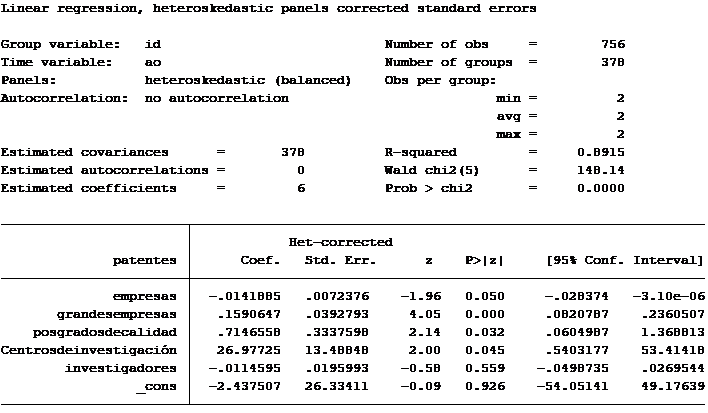 Linear regression, heteroskedastic panels corrected standard errors
Group variable: id Number of obs = 756
Time variable: ao Number of groups = 378
Panels: heteroskedastic (balanced) Obs per group:
Autocorrelation: no autocorrelation min = 2
avg = 2
max = 2
Estimated covariances = 378 R-squared = 0.8915
Estimated autocorrelations = 0 Wald chi2(5) = 148.14
Estimated coefficients = 6 Prob > chi2 = 0.0000
Het-corrected
patentes Coef. Std. Err. z P>|z| [95% Conf. Interval]
empresas -.0141885 .0072376 -1.96 0.050 -.028374 -3.10e-06
grandesempresas .1590647 .0392793 4.05 0.000 .0820787 .2360507
posgradosdecalidad .7146558 .3337598 2.14 0.032 .0604987 1.368813
Centrosdeinvestigación 26.97725 13.48848 2.00 0.045 .5403177 53.41418
investigadores -.0114595 .0195993 -0.58 0.559 -.0498735 .0269544
_cons -2.437507 26.33411 -0.09 0.926 -54.05141 49.17639